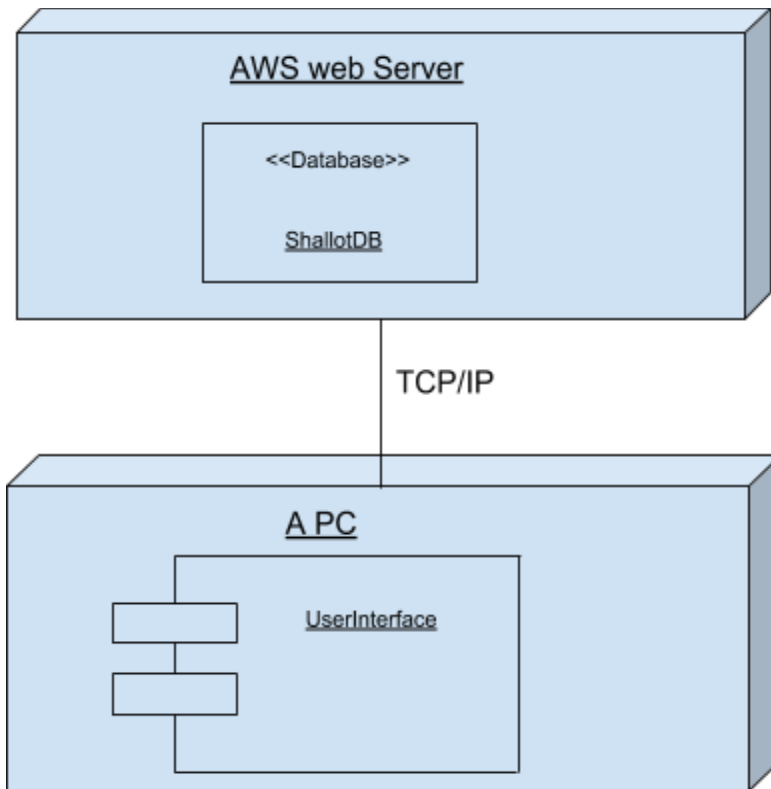 AWS web Server
<<Database>>
ShallotDB
TCP/IP
A PC
UserInterface